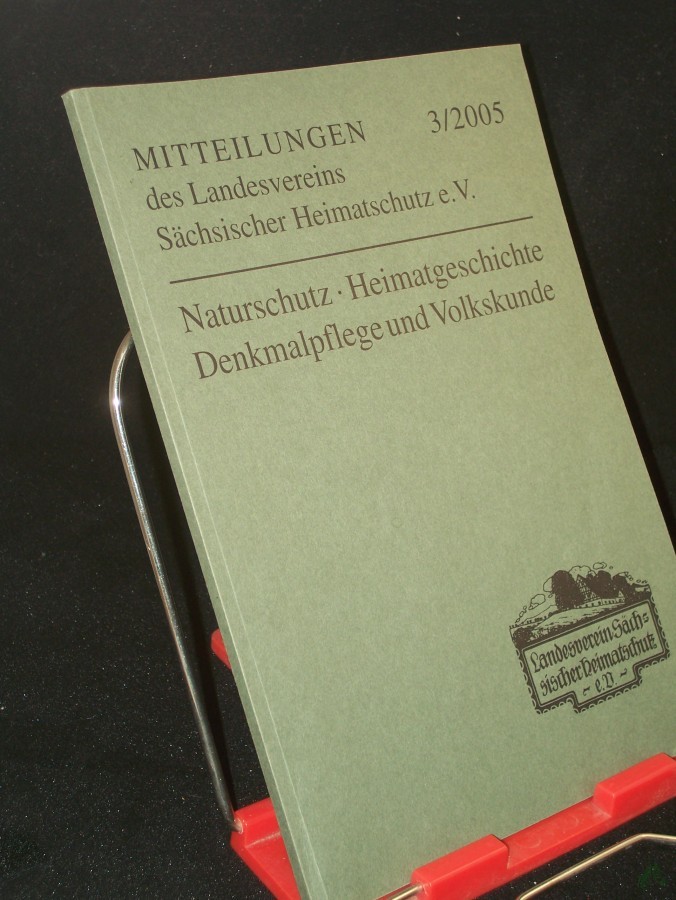 MITTEILUNGEN 3/2005
des Landesvereins
Sächsischer Heimatschutz e.V.
Naturschutz · Heimatgeschichte
Denkmalpflege und Volkskunde
Landesverein Säch=
sischer Heimatschutz
~ e.V. ~